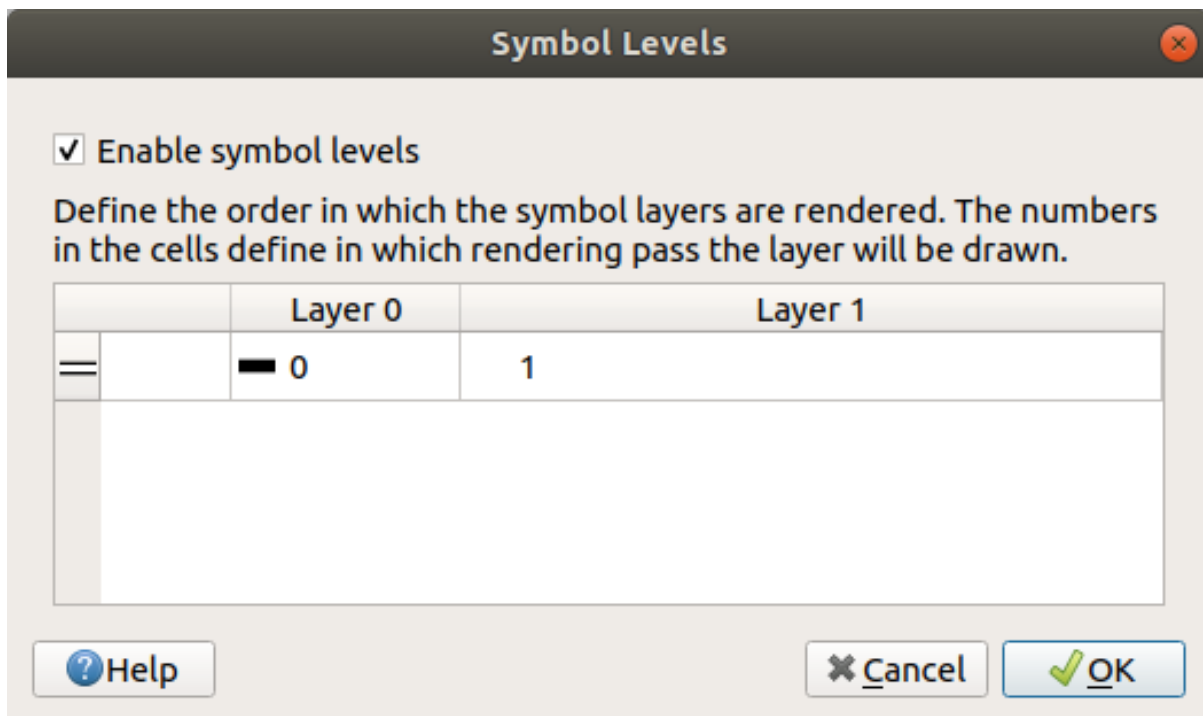 Symbol Levels
Enable symbol levels
Define the order in which the symbol layers are rendered. The numbers
in the cells define in which rendering pass the layer will be drawn.
Layer 0 Layer 1
0 1
Help Cancel OK